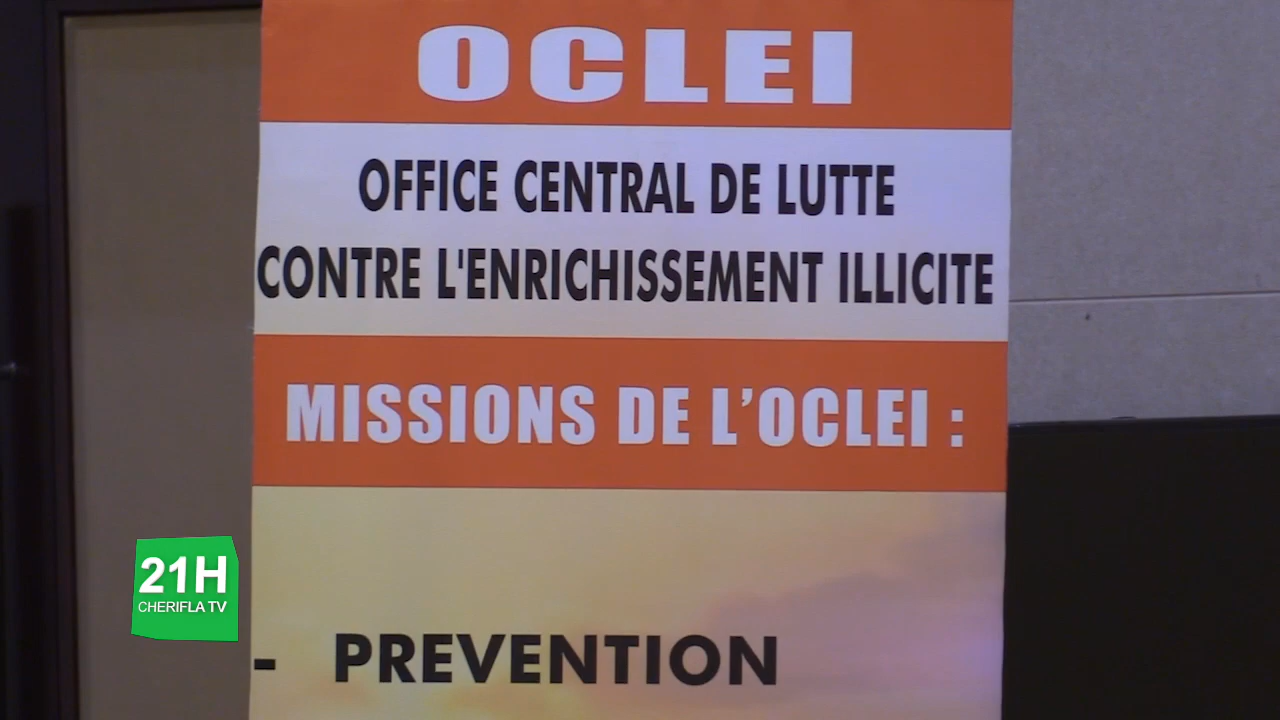 OCLEI
OFFICE CENTRAL DE LUTTE
CONTRE L'ENRICHISSEMENT ILLICITE
MISSIONS DE L'OCLEI :
- PREVENTION
21H
CHERIFLA TV